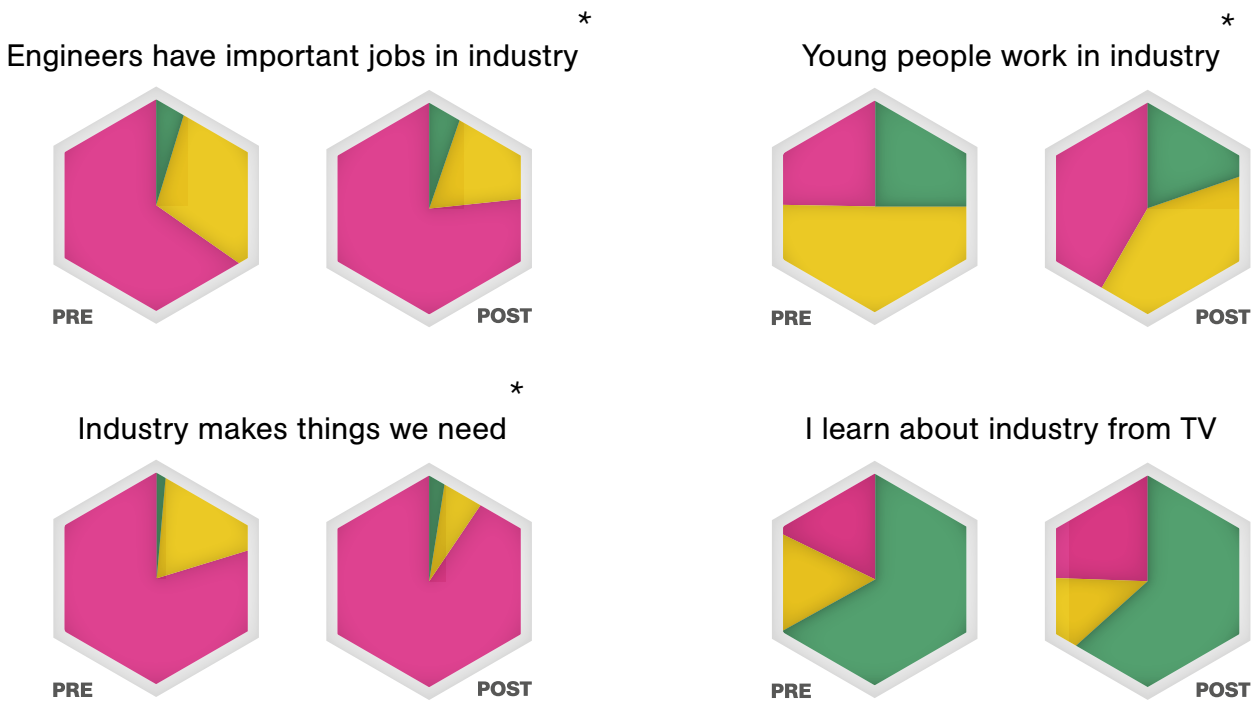 Engineers have important jobs in industry*
PRE
POST
Young people work in industry*
PRE
POST
Industry makes things we need*
PRE
POST
I learn about industry from TV
PRE
POST